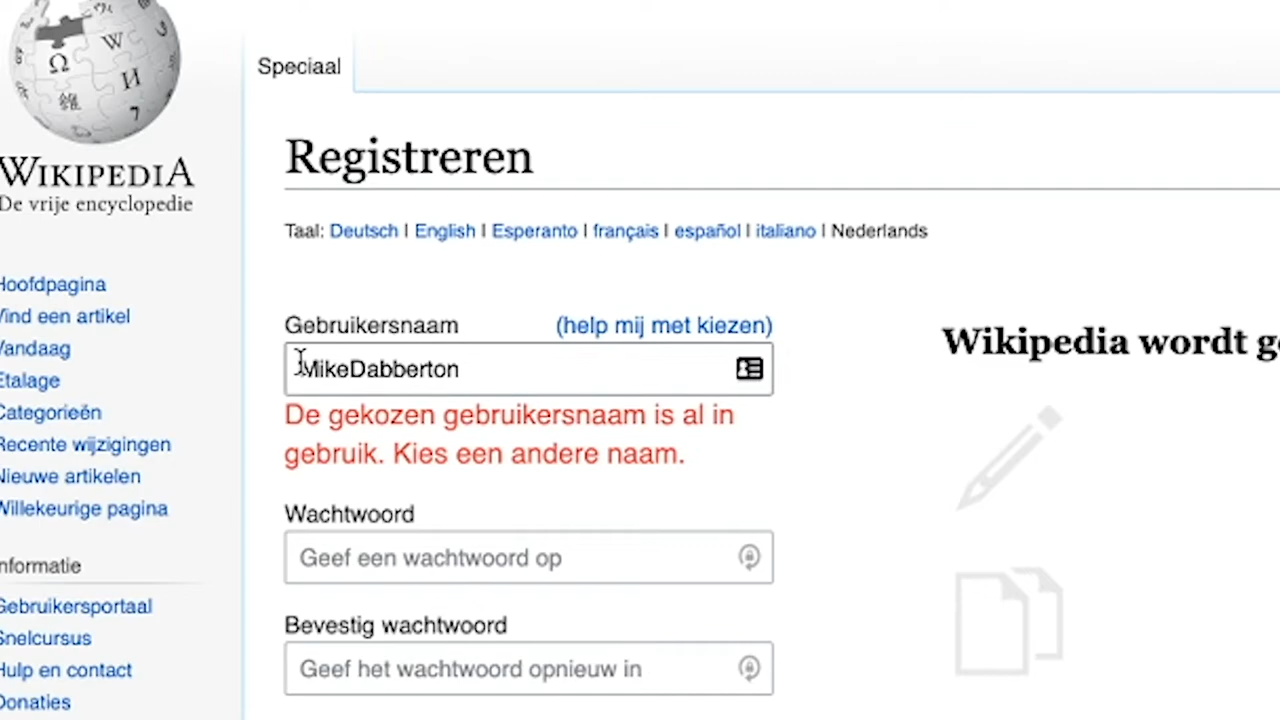 Speciaal
WIKIPEDIA
De vrije encyclopedie
Registreren
Taal: Deutsch | English | Esperanto | français | español | italiano | Nederlands
Hoofdpagina
Vind een artikel
Vandaag
Etalage
Categorieën
Recente wijzigingen
Nieuwe artikelen
Willekeurige pagina
Informatie
Gebruikersportaal
Snelcursus
Hulp en contact
Donaties
Gebruikersnaam (help mij met kiezen)
MikeDabberton
De gekozen gebruikersnaam is al in
gebruik. Kies een andere naam.
Wachtwoord
Geef een wachtwoord op
Bevestig wachtwoord
Geef het wachtwoord opnieuw in
Wikipedia wordt